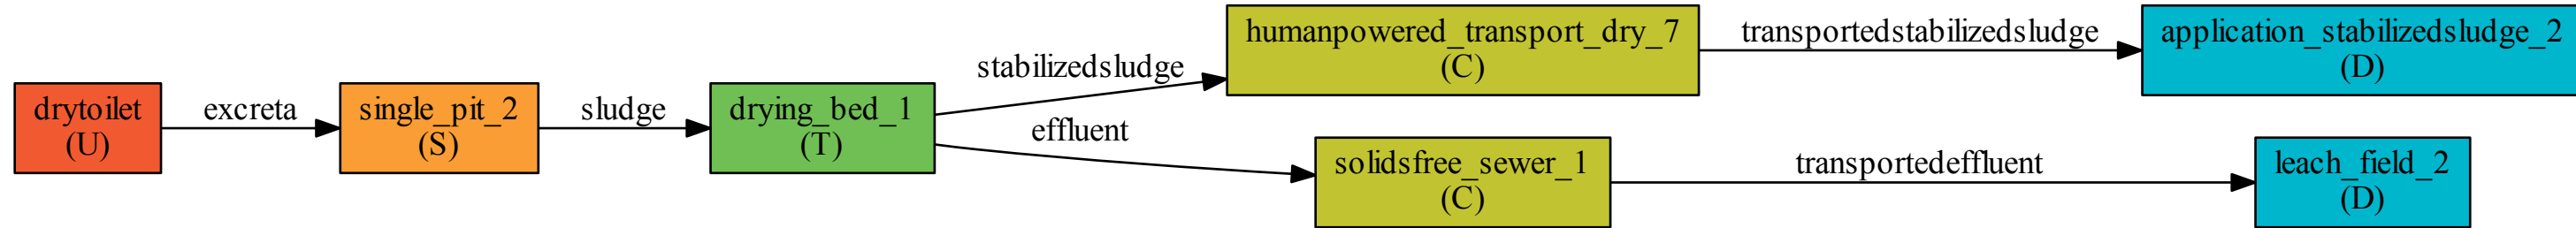 drytoilet
(U)
excreta
single_pit_2
(S)
sludge
drying_bed_1
(T)
stabilizedsludge
effluent
humanpowered_transport_dry_7
(C)
transportedstabilizedsludge
application_stabilizedsludge_2
(D)
solidsfree_sewer_1
(C)
transportedeffluent
leach_field_2
(D)